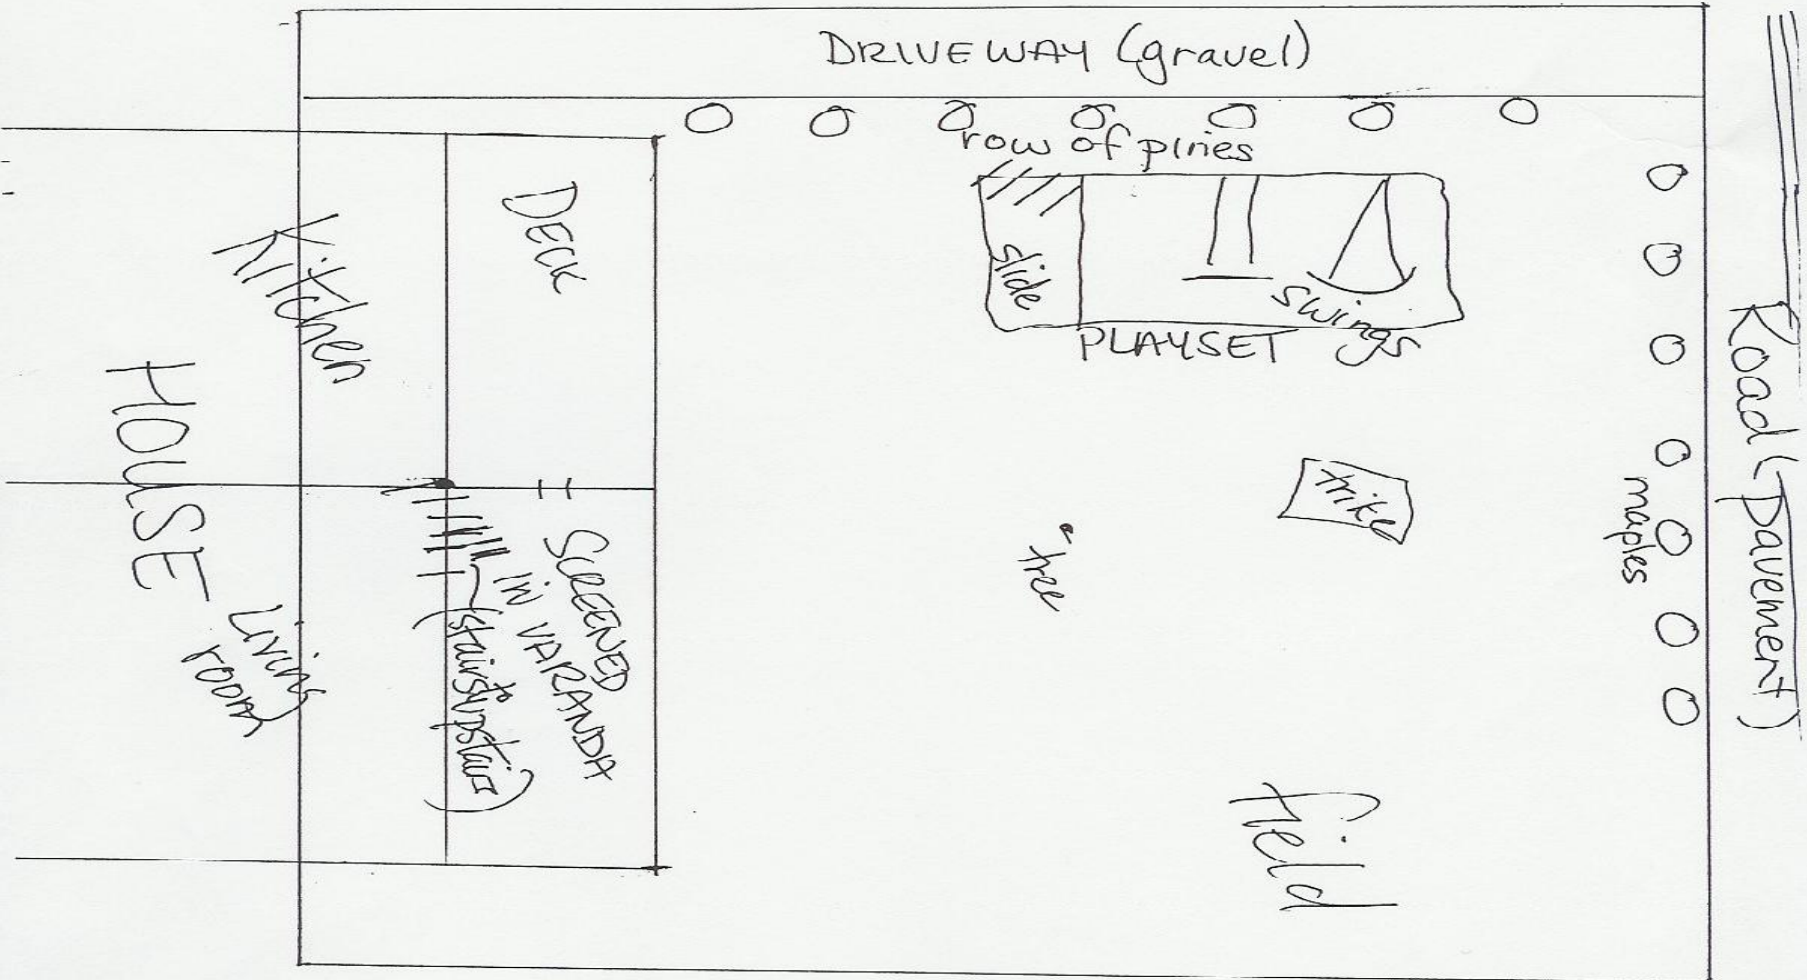 DRIVEWAY (gravel)
row of pines
DECK
Kitchen
slide
swings
PLAYSET
Road (pavement)
HOUSE
trike
maples
tree
SCREENED
IN VARANDA
(stairs upstairs)
Living
room
field